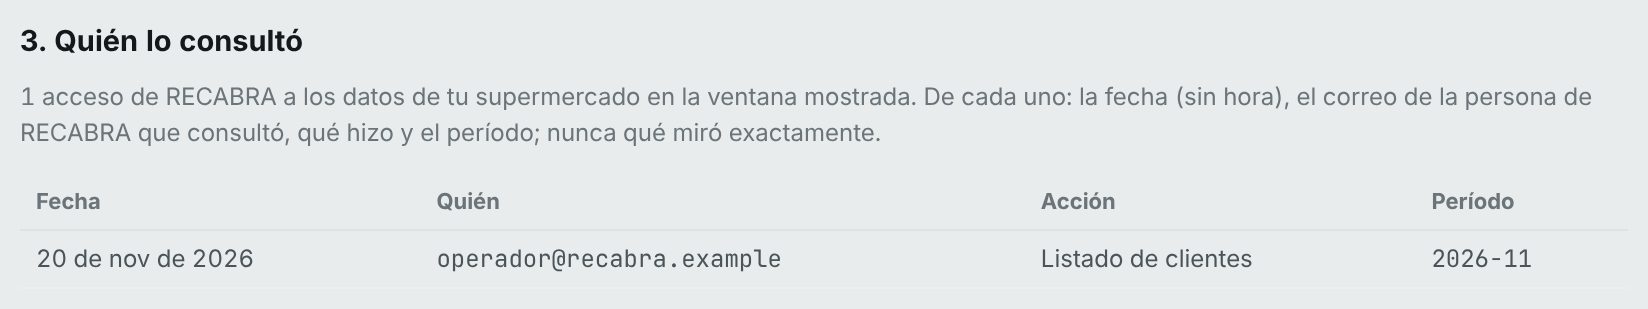 3. Quién lo consultó
1 acceso de RECABRA a los datos de tu supermercado en la ventana mostrada. De cada uno: la fecha (sin hora), el correo de la persona de
RECABRA que consultó, qué hizo y el período; nunca qué miró exactamente.
Fecha Quién Acción Período
20 de nov de 2026 operador@recabra.example Listado de clientes 2026-11